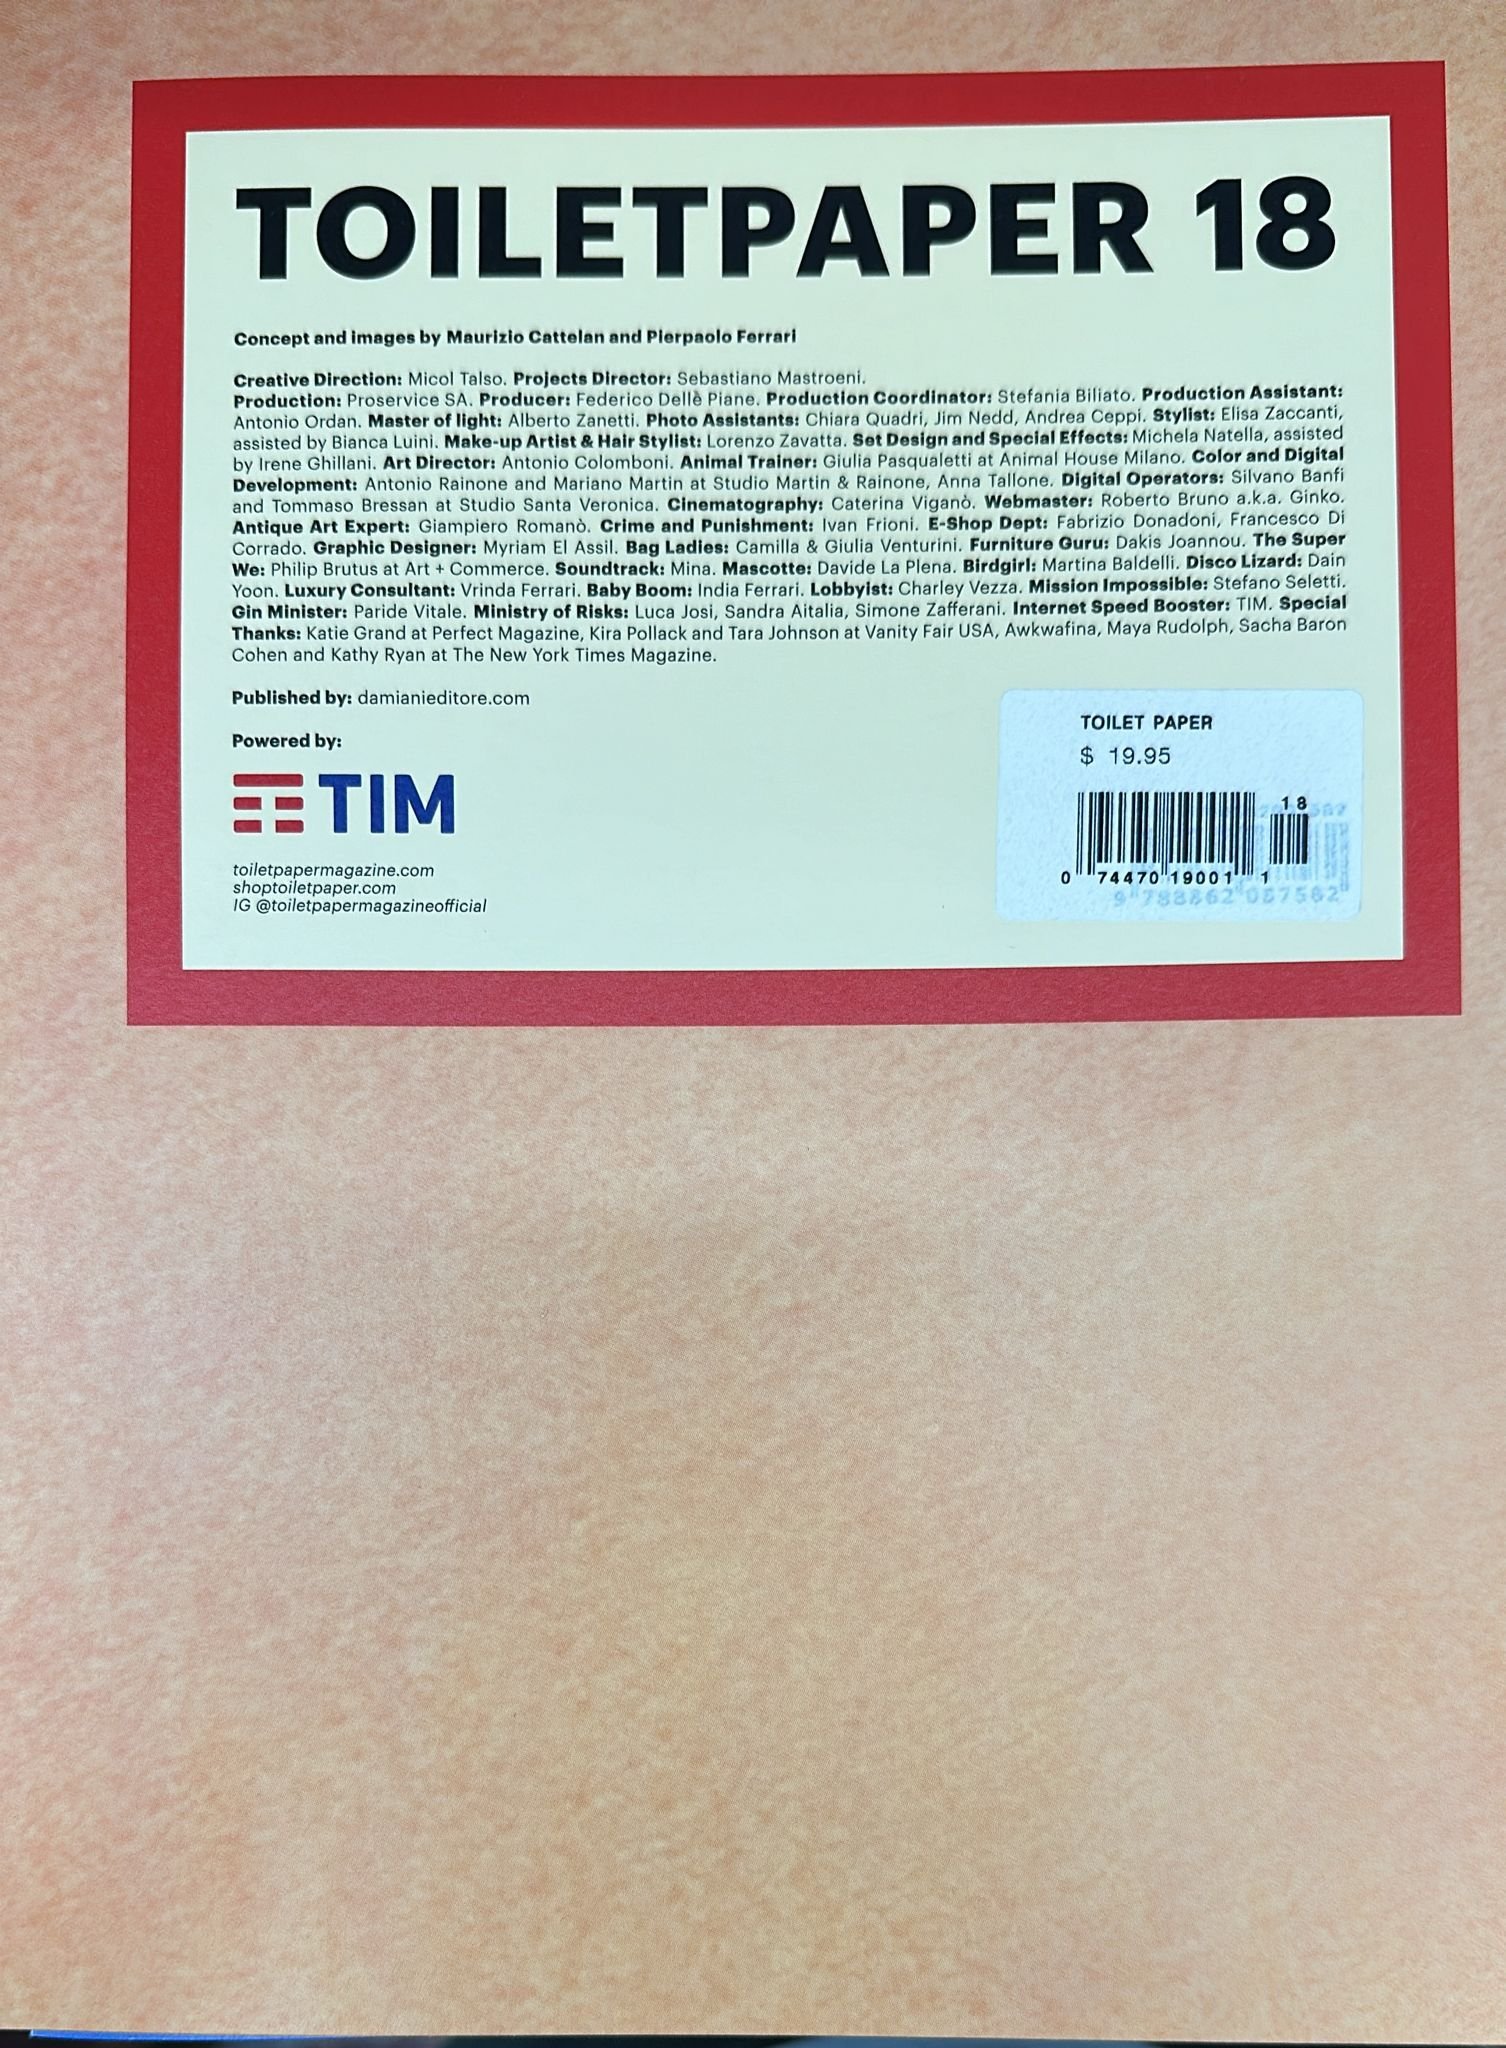 TOILETPAPER 18
Concept and images by Maurizio Cattelan and Pierpaolo Ferrari
Creative Direction: Micol Talso. Projects Director: Sebastiano Mastroeni.
Production: Proservice SA. Producer: Federico Delle Piane. Production Coordinator: Stefania Biliato. Production Assistant:
Antonio Ordan. Master of light: Alberto Zanetti. Photo Assistants: Chiara Quadri, Jim Nedd, Andrea Ceppi. Stylist: Elisa Zaccanti,
assisted by Bianca Luini. Make-up Artist & Hair Stylist: Lorenzo Zavatta. Set Design and Special Effects: Michela Natella, assisted
by Irene Ghillani. Art Director: Antonio Colomboni. Animal Trainer: Giulia Pasqualetti at Animal House Milano. Color and Digital
Development: Antonio Rainone and Mariano Martin at Studio Martin & Rainone, Anna Tallone. Digital Operators: Silvano Banfi
and Tommaso Bressan at Studio Santa Veronica. Cinematography: Caterina Viganò. Webmaster: Roberto Bruno a.k.a. Ginko.
Antique Art Expert: Giampiero Romanò. Crime and Punishment: Ivan Frioni. E-Shop Dept: Fabrizio Donadoni, Francesco Di
Corrado. Graphic Designer: Myriam El Assil. Bag Ladies: Camilla & Giulia Venturini. Furniture Guru: Dakis Joannou. The Super
We: Philip Brutus at Art + Commerce. Soundtrack: Mina. Mascotte: Davide La Plena. Birdgirl: Martina Baldelli. Disco Lizard: Dain
Yoon. Luxury Consultant: Vrinda Ferrari. Baby Boom: India Ferrari. Lobbyist: Charley Vezza. Mission Impossible: Stefano Seletti.
Gin Minister: Paride Vitale. Ministry of Risks: Luca Josi, Sandra Aitalia, Simone Zafferani. Internet Speed Booster: TIM. Special
Thanks: Katie Grand at Perfect Magazine, Kira Pollack and Tara Johnson at Vanity Fair USA, Awkwafina, Maya Rudolph, Sacha Baron
Cohen and Kathy Ryan at The New York Times Magazine.
Published by: damianieditore.com
Powered by:
TIM
toiletpapermagazine.com
shoptoiletpaper.com
IG @toiletpapermagazineofficial
TOILET PAPER
$ 19.95
18
0 74470 19001 1